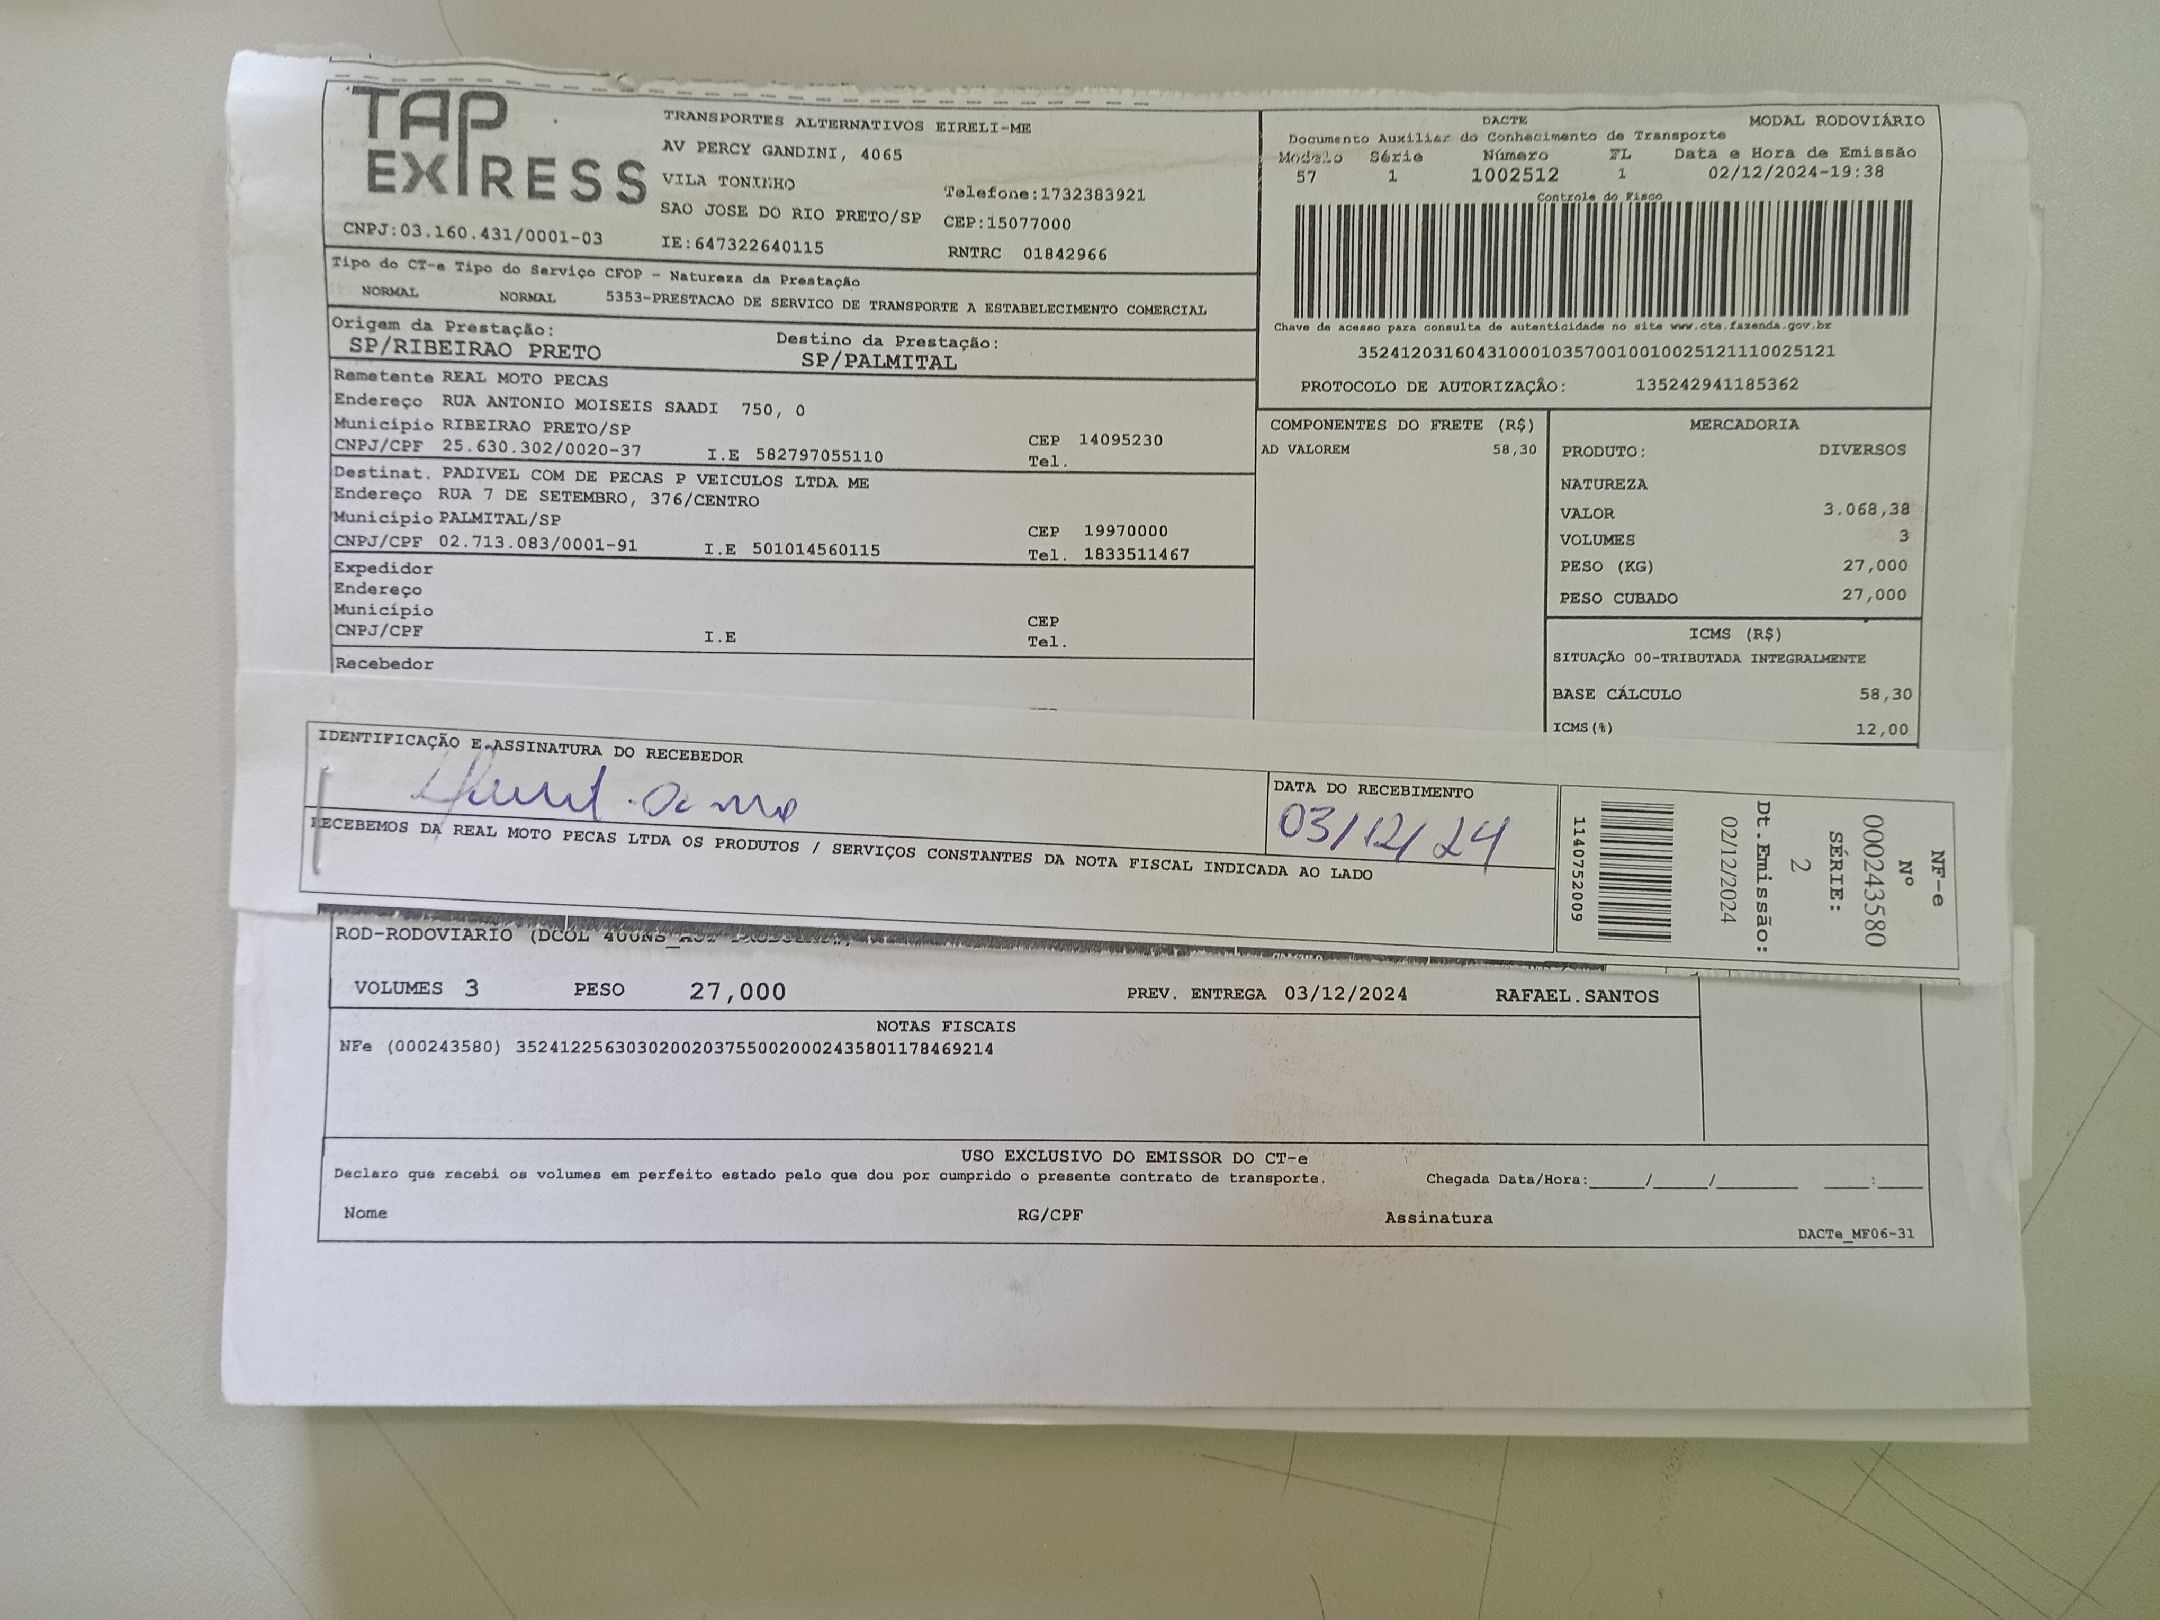 TAP EXPRESS
TRANSPORTES ALTERNATIVOS EIRELI-ME
AV PERCY GANDINI, 4065
VILA TONINHO
Telefone:1732383921
SAO JOSE DO RIO PRETO/SP CEP:15077000
CNPJ:03.160.431/0001-03 IE:647322640115 RNTRC 01842966
DACTE MODAL RODOVIÁRIO
Documento Auxiliar do Conhecimento de Transporte
Modelo Série Número FL Data e Hora de Emissão
57 1 1002512 1 02/12/2024-19:38
Controle do Fisco
Chave de acesso para consulta de autenticidade no site www.cte.fazenda.gov.br
35241203160431000103570010010025121110025121
PROTOCOLO DE AUTORIZAÇÃO: 135242941185362
Tipo do CT-e Tipo do Serviço CFOP - Natureza da Prestação
NORMAL NORMAL 5353-PRESTACAO DE SERVICO DE TRANSPORTE A ESTABELECIMENTO COMERCIAL
Origem da Prestação: Destino da Prestação:
SP/RIBEIRAO PRETO SP/PALMITAL
Remetente REAL MOTO PECAS
Endereço RUA ANTONIO MOISEIS SAADI 750, 0
Município RIBEIRAO PRETO/SP CEP 14095230
CNPJ/CPF 25.630.302/0020-37 I.E 582797055110 Tel.
Destinat. PADIVEL COM DE PECAS P VEICULOS LTDA ME
Endereço RUA 7 DE SETEMBRO, 376/CENTRO
Município PALMITAL/SP CEP 19970000
CNPJ/CPF 02.713.083/0001-91 I.E 501014560115 Tel. 1833511467
Expedidor
Endereço
Município CEP
CNPJ/CPF I.E Tel.
Recebedor
COMPONENTES DO FRETE (R$)
AD VALOREM 58,30
MERCADORIA
PRODUTO: DIVERSOS
NATUREZA
VALOR 3.068,38
VOLUMES 3
PESO (KG) 27,000
PESO CUBADO 27,000
ICMS (R$)
SITUAÇÃO 00-TRIBUTADA INTEGRALMENTE
BASE CÁLCULO 58,30
ICMS(%) 12,00
IDENTIFICAÇÃO E ASSINATURA DO RECEBEDOR
DATA DO RECEBIMENTO
03/12/24
RECEBEMOS DA REAL MOTO PECAS LTDA OS PRODUTOS / SERVIÇOS CONSTANTES DA NOTA FISCAL INDICADA AO LADO
NF-e
Nº
000243580
SÉRIE:
2
Dt.Emissão:
02/12/2024
1140752009
ROD-RODOVIARIO (DCOL
VOLUMES 3 PESO 27,000 PREV. ENTREGA 03/12/2024 RAFAEL.SANTOS
NOTAS FISCAIS
NFe (000243580) 35241225630302002037550020002435801178469214
USO EXCLUSIVO DO EMISSOR DO CT-e
Declaro que recebi os volumes em perfeito estado pelo que dou por cumprido o presente contrato de transporte. Chegada Data/Hora:_____/_____/________ ____:____
Nome RG/CPF Assinatura
DACTe_MF06-31